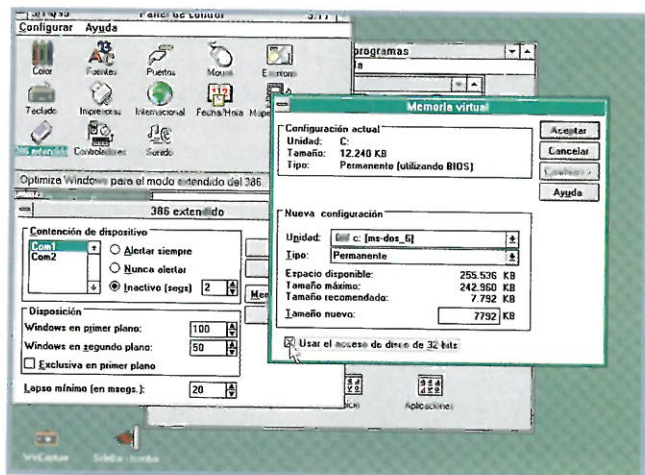 Panel de control
Configurar Ayuda
Color Fuentes Puertos Mouse Escritorio
Teclado Impresoras Internacional Fecha/Hora
386 extendido Controladores Sonido
Optimiza Windows para el modo extendido del 386
386 extendido
Contención de dispositivo
Com1
Com2
Alertar siempre
Nunca alertar
Inactivo (segs) 2
Disposición
Windows en primer plano: 100
Windows en segundo plano: 50
Exclusiva en primer plano
Lapso mínimo (en msegs.): 20
programas
Memoria virtual
Configuración actual
Unidad: C:
Tamaño: 12.240 KB
Tipo: Permanente (utilizando BIOS)
Aceptar
Cancelar
Cambiar >
Ayuda
Nueva configuración
Unidad: c: [ms-dos_6]
Tipo: Permanente
Espacio disponible: 255.536 KB
Tamaño máximo: 242.960 KB
Tamaño recomendado: 7.792 KB
Tamaño nuevo: 7792 KB
Usar el acceso de disco de 32 bits
Aplicaciones
WinCapture